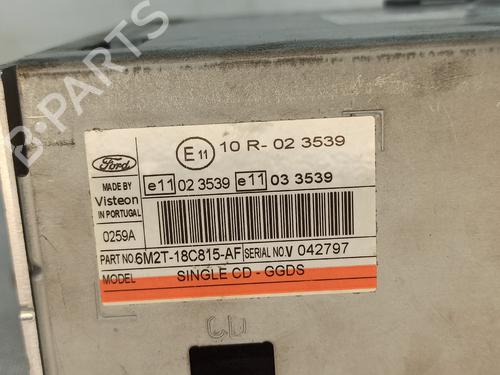 B-PARTS
Ford
E11 10 R- 02 3539
MADE BY
Visteon
IN PORTUGAL
e11 02 3539 e11 03 3539
0259A
PART NO. 6M2T-18C815-AF SERIAL NO V 042797
MODEL SINGLE CD - GGDS
CD